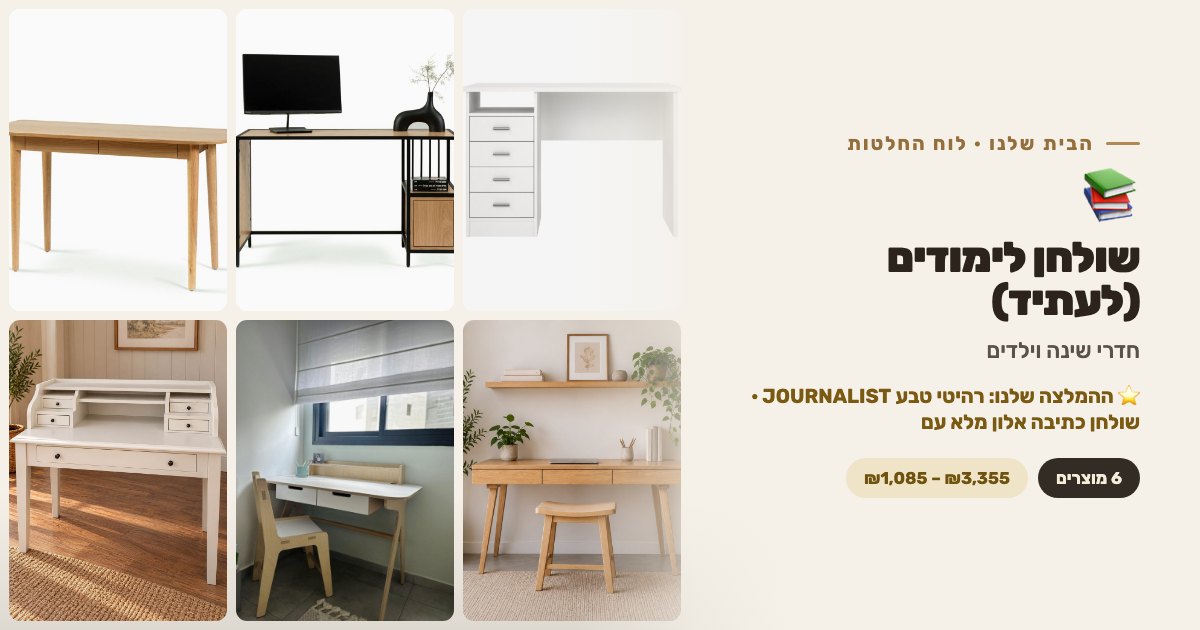 הבית שלנו • לוח החלטות
שולחן לימודים
(לעתיד)
חדרי שינה וילדים
⭐ ההמלצה שלנו: רהיטי טבע JOURNALIST •
שולחן כתיבה אלון מלא עם
6 מוצרים
₪1,085 – ₪3,355